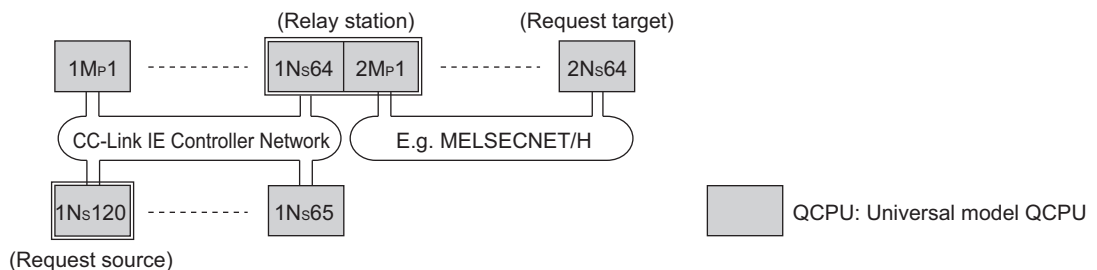 (Relay station) (Request target)
1MP1 1NS64 2MP1 2NS64
CC-Link IE Controller Network E.g. MELSECNET/H
1NS120 1NS65 QCPU: Universal model QCPU
(Request source)